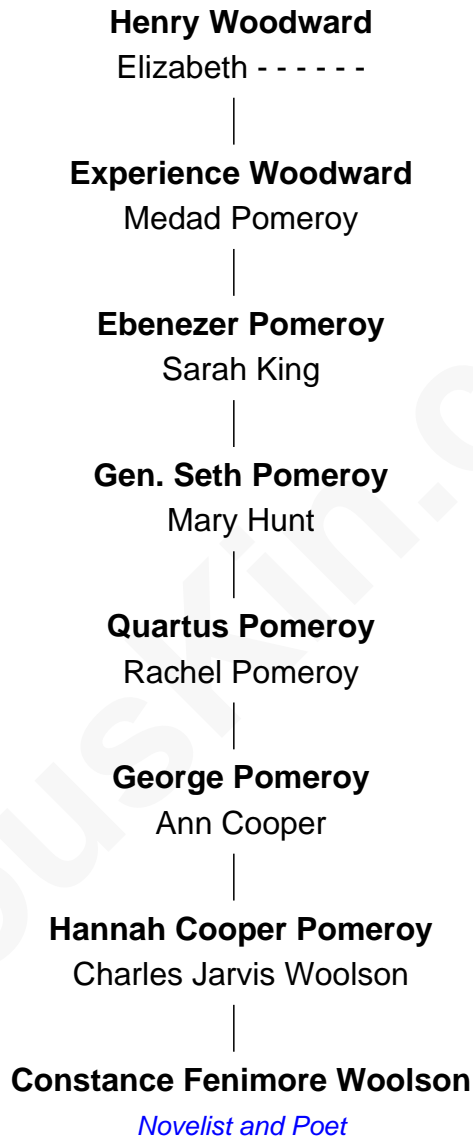 Henry Woodward
Elizabeth - - - - - -
Experience Woodward
Medad Pomeroy
Ebenezer Pomeroy
Sarah King
Gen. Seth Pomeroy
Mary Hunt
Quartus Pomeroy
Rachel Pomeroy
George Pomeroy
Ann Cooper
Hannah Cooper Pomeroy
Charles Jarvis Woolson
Constance Fenimore Woolson
Novelist and Poet